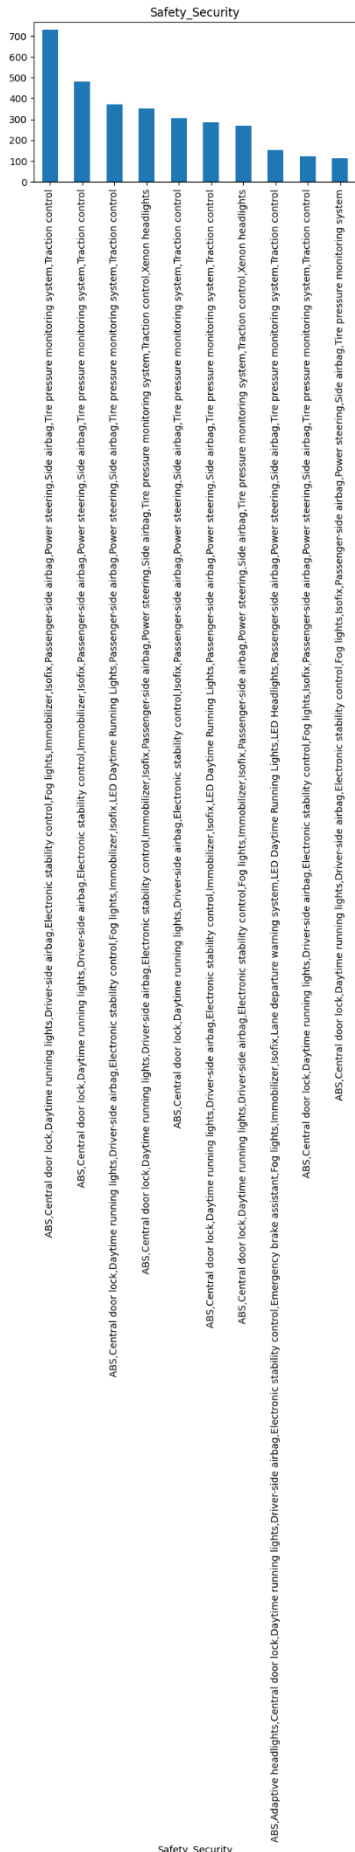 Safety_Security
700
600
500
400
300
200
100
0
ABS,Central door lock,Daytime running lights,Driver-side airbag,Electronic stability control,Fog lights,Immobilizer,Isofix,Passenger-side airbag,Power steering,Side airbag,Tire pressure monitoring system,Traction control
ABS,Central door lock,Daytime running lights,Driver-side airbag,Electronic stability control,Immobilizer,Isofix,Passenger-side airbag,Power steering,Side airbag,Tire pressure monitoring system,Traction control
ABS,Central door lock,Daytime running lights,Driver-side airbag,Electronic stability control,Fog lights,Immobilizer,Isofix,LED Daytime Running Lights,Passenger-side airbag,Power steering,Side airbag,Tire pressure monitoring system,Traction control
ABS,Central door lock,Daytime running lights,Driver-side airbag,Electronic stability control,Immobilizer,Isofix,Passenger-side airbag,Power steering,Side airbag,Tire pressure monitoring system,Traction control,Xenon headlights
ABS,Central door lock,Daytime running lights,Driver-side airbag,Electronic stability control,Isofix,Passenger-side airbag,Power steering,Side airbag,Tire pressure monitoring system,Traction control
ABS,Central door lock,Daytime running lights,Driver-side airbag,Electronic stability control,Immobilizer,Isofix,LED Daytime Running Lights,Passenger-side airbag,Power steering,Side airbag,Tire pressure monitoring system,Traction control
ABS,Central door lock,Daytime running lights,Driver-side airbag,Electronic stability control,Fog lights,Immobilizer,Isofix,Passenger-side airbag,Power steering,Side airbag,Tire pressure monitoring system,Traction control,Xenon headlights
ABS,Adaptive headlights,Central door lock,Daytime running lights,Driver-side airbag,Electronic stability control,Emergency brake assistant,Fog lights,Immobilizer,Isofix,Lane departure warning system,LED Daytime Running Lights,LED Headlights,Passenger-side airbag,Power steering,Side airbag,Tire pressure monitoring system,Traction control
ABS,Central door lock,Daytime running lights,Driver-side airbag,Electronic stability control,Fog lights,Isofix,Passenger-side airbag,Power steering,Side airbag,Tire pressure monitoring system,Traction control
ABS,Central door lock,Daytime running lights,Driver-side airbag,Electronic stability control,Fog lights,Isofix,Passenger-side airbag,Power steering,Side airbag,Tire pressure monitoring system
Safety_Security